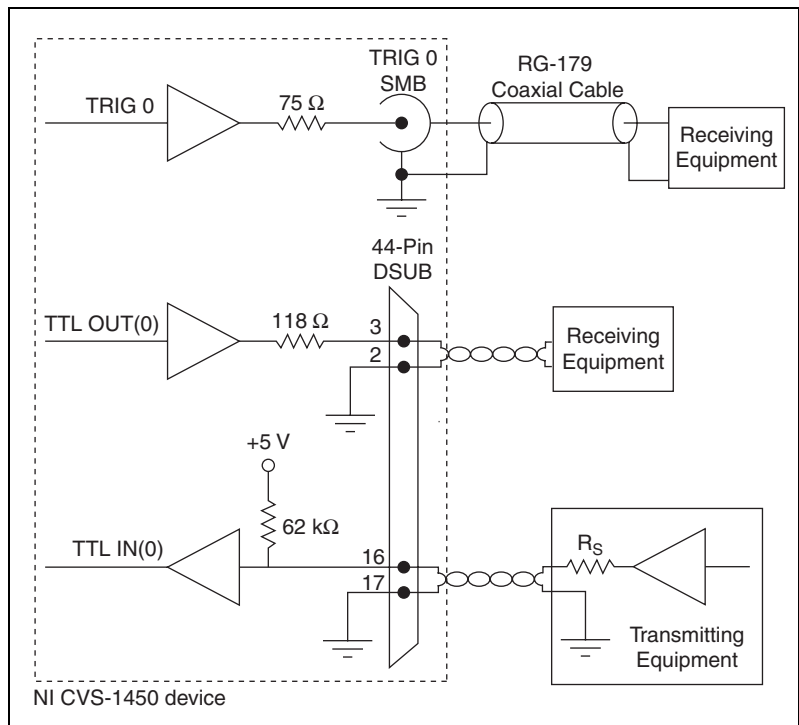 TRIG 0
SMB
RG-179
Coaxial Cable
TRIG 0
75 Ω
Receiving
Equipment
44-Pin
DSUB
TTL OUT(0)
118 Ω
3
2
Receiving
Equipment
+5 V
62 kΩ
TTL IN(0)
16
17
RS
Transmitting
Equipment
NI CVS-1450 device